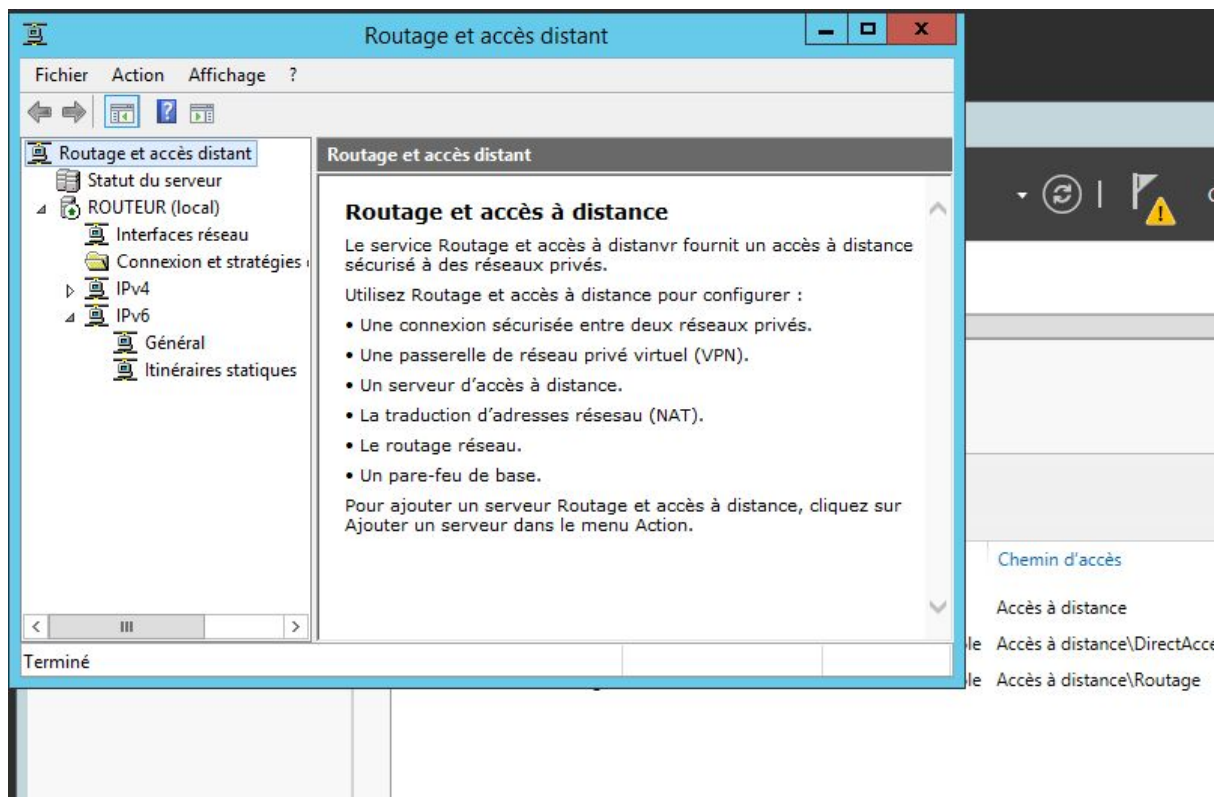 Routage et accès distant
Fichier Action Affichage ?
Routage et accès distant
Statut du serveur
ROUTEUR (local)
Interfaces réseau
Connexion et stratégies
IPv4
IPv6
Général
Itinéraires statiques
Routage et accès distant
Routage et accès à distance
Le service Routage et accès à distanvr fournit un accès à distance
sécurisé à des réseaux privés.
Utilisez Routage et accès à distance pour configurer :
• Une connexion sécurisée entre deux réseaux privés.
• Une passerelle de réseau privé virtuel (VPN).
• Un serveur d’accès à distance.
• La traduction d’adresses résesau (NAT).
• Le routage réseau.
• Un pare-feu de base.
Pour ajouter un serveur Routage et accès à distance, cliquez sur
Ajouter un serveur dans le menu Action.
Terminé
Chemin d'accès
Accès à distance
Accès à distance\DirectAcce
Accès à distance\Routage